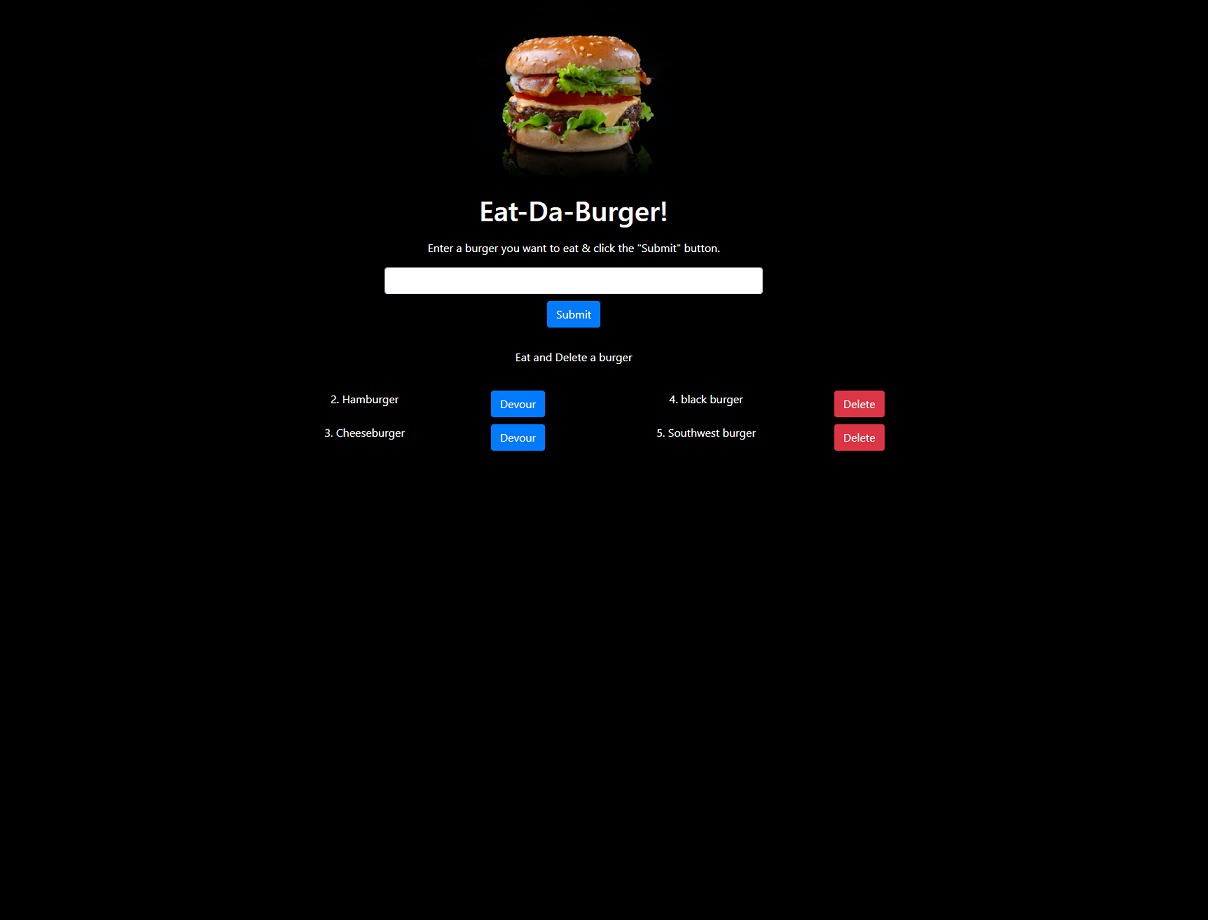 Eat-Da-Burger!
Enter a burger you want to eat & click the "Submit" button.
Submit
Eat and Delete a burger
2. Hamburger Devour
3. Cheeseburger Devour
4. black burger Delete
5. Southwest burger Delete